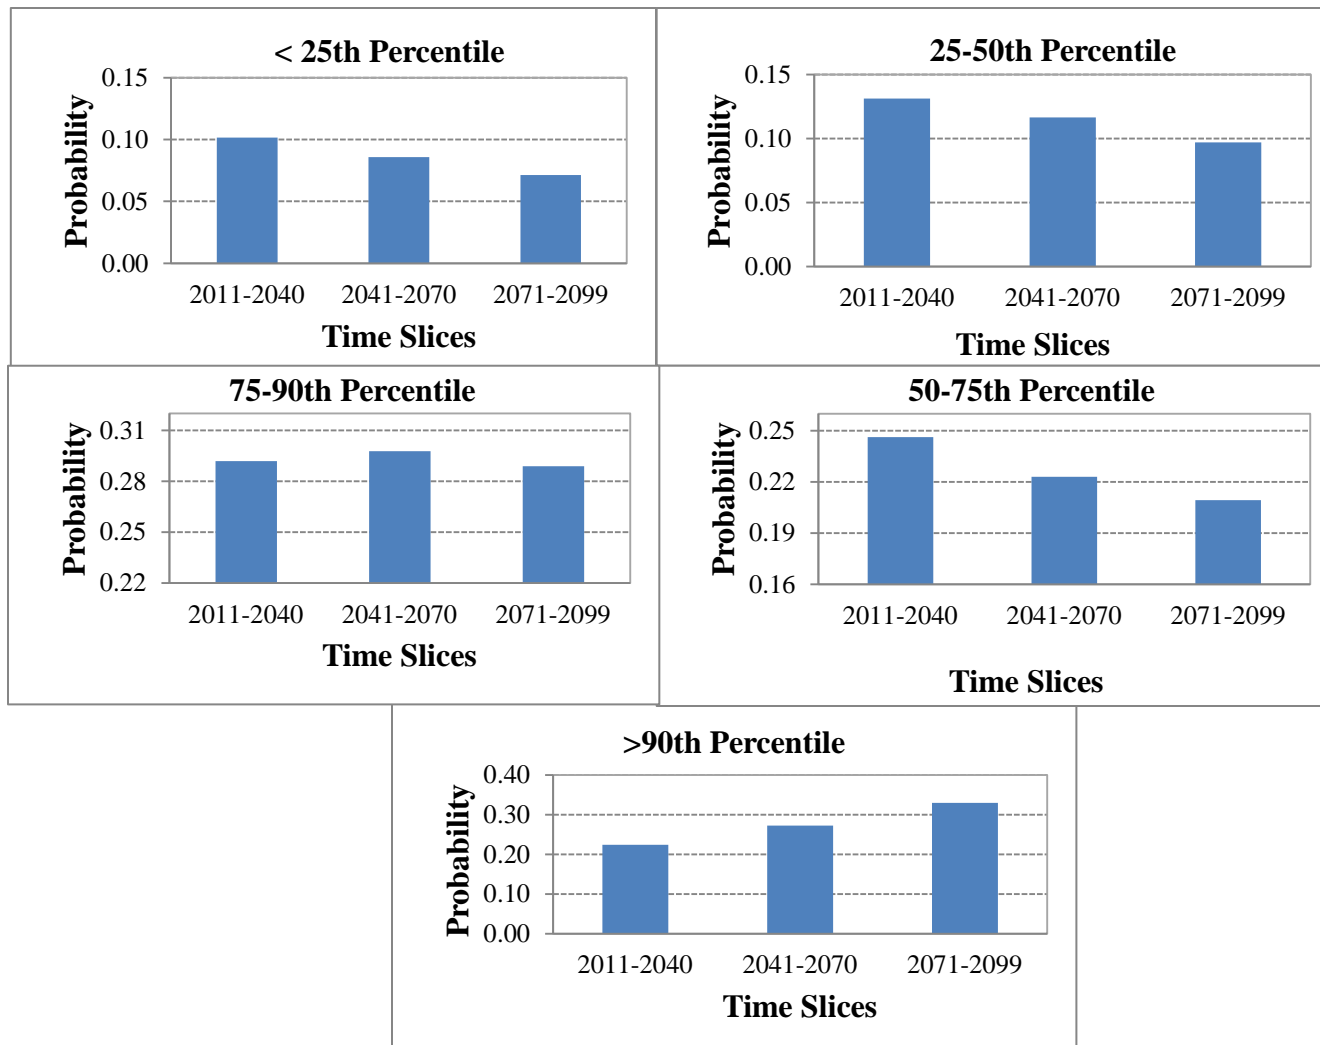 < 25th Percentile
Probability
0.15
0.10
0.05
0.00
2011-2040 2041-2070 2071-2099
Time Slices
25-50th Percentile
Probability
0.15
0.10
0.05
0.00
2011-2040 2041-2070 2071-2099
Time Slices
75-90th Percentile
Probability
0.31
0.28
0.25
0.22
2011-2040 2041-2070 2071-2099
Time Slices
50-75th Percentile
Probability
0.25
0.22
0.19
0.16
2011-2040 2041-2070 2071-2099
Time Slices
>90th Percentile
Probability
0.40
0.30
0.20
0.10
0.00
2011-2040 2041-2070 2071-2099
Time Slices